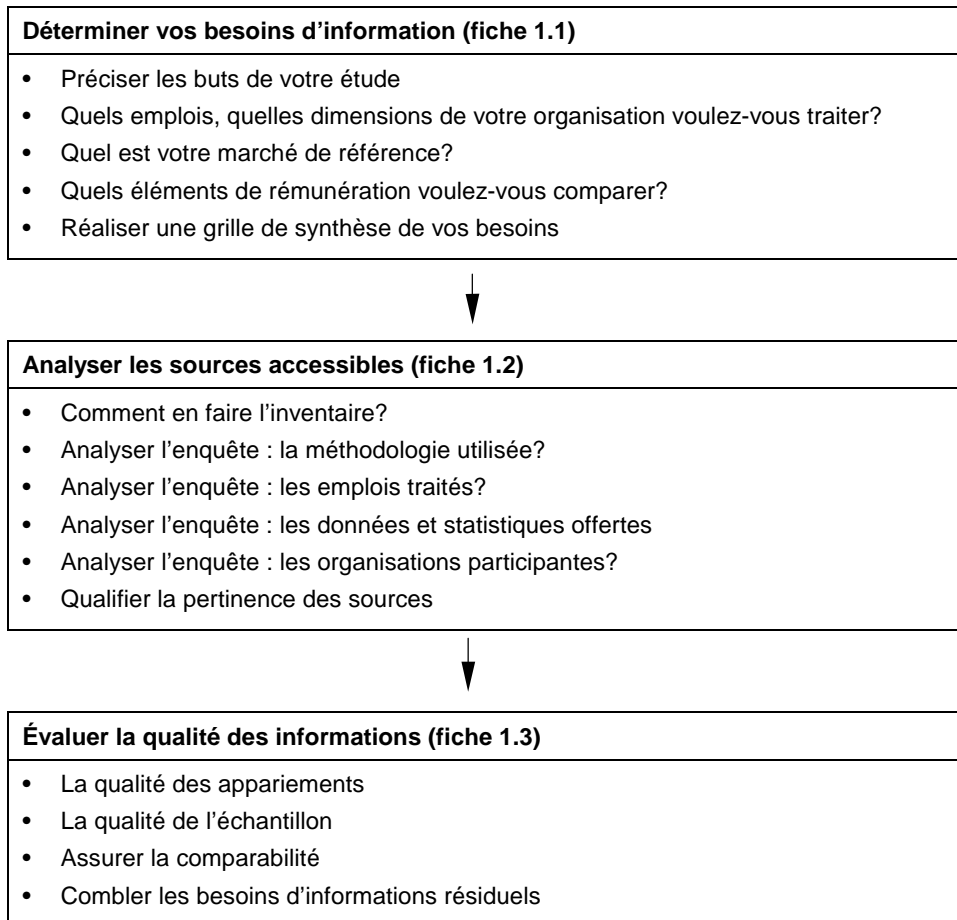 Déterminer vos besoins d’information (fiche 1.1)
• Préciser les buts de votre étude
• Quels emplois, quelles dimensions de votre organisation voulez-vous traiter?
• Quel est votre marché de référence?
• Quels éléments de rémunération voulez-vous comparer?
• Réaliser une grille de synthèse de vos besoins
Analyser les sources accessibles (fiche 1.2)
• Comment en faire l’inventaire?
• Analyser l’enquête : la méthodologie utilisée?
• Analyser l’enquête : les emplois traités?
• Analyser l’enquête : les données et statistiques offertes
• Analyser l’enquête : les organisations participantes?
• Qualifier la pertinence des sources
Évaluer la qualité des informations (fiche 1.3)
• La qualité des appariements
• La qualité de l’échantillon
• Assurer la comparabilité
• Combler les besoins d’informations résiduels